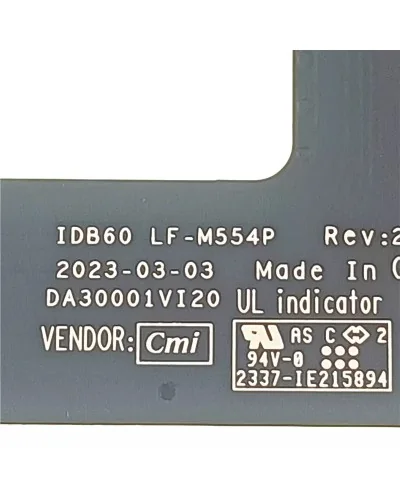 IDB60 LF-M554P Rev:2
2023-03-03 Made In
DA30001VI20 UL indicator
VENDOR: Cmi
AS C 2
94V-0
2337-IE215894